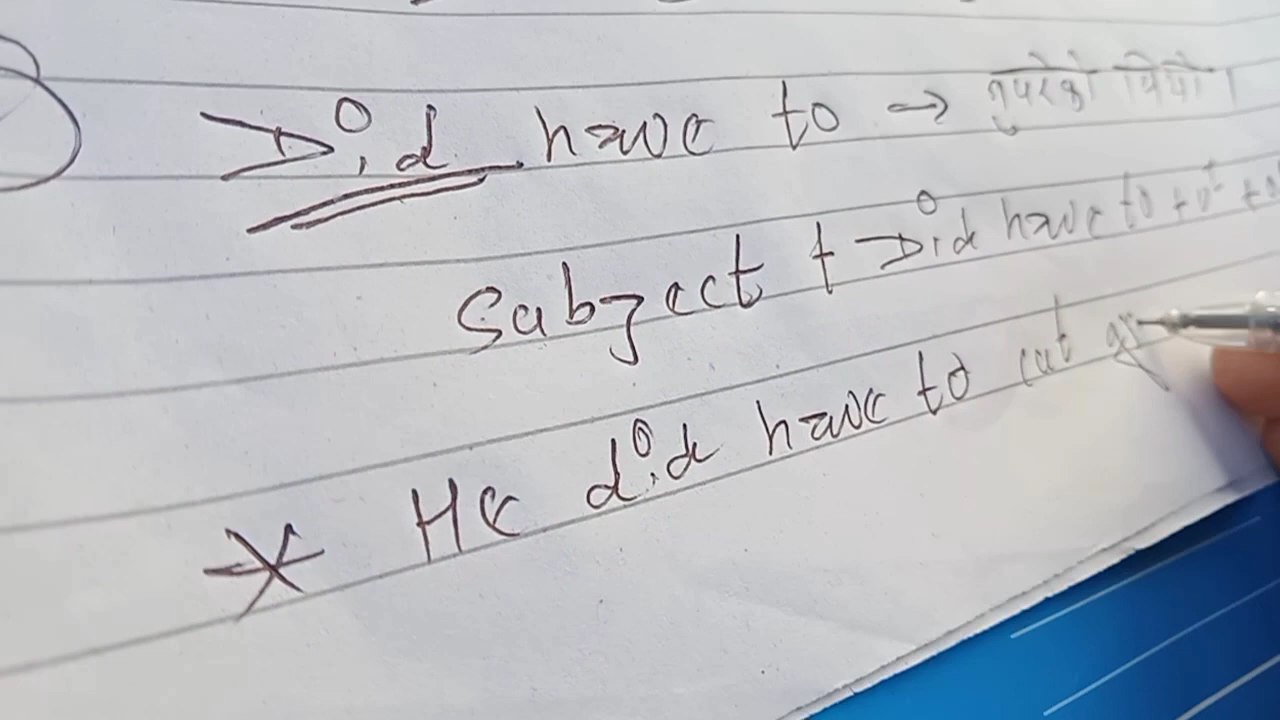 Did have to → नुपरेको थियो ।
Subject + Did have to + v¹ +
* He did have to cut